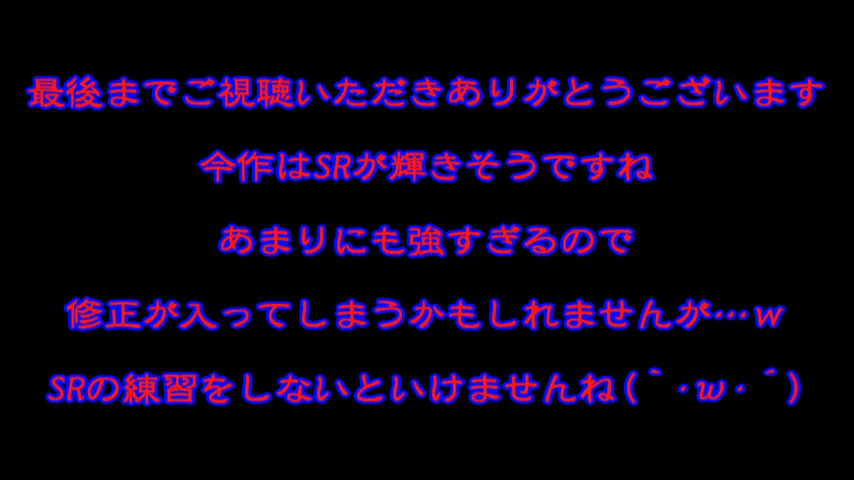 最後までご視聴いただきありがとうございます
今作はSRが輝きそうですね
あまりにも強すぎるので
修正が入ってしまうかもしれませんが…ｗ
SRの練習をしないといけませんね(｀･ω･´)